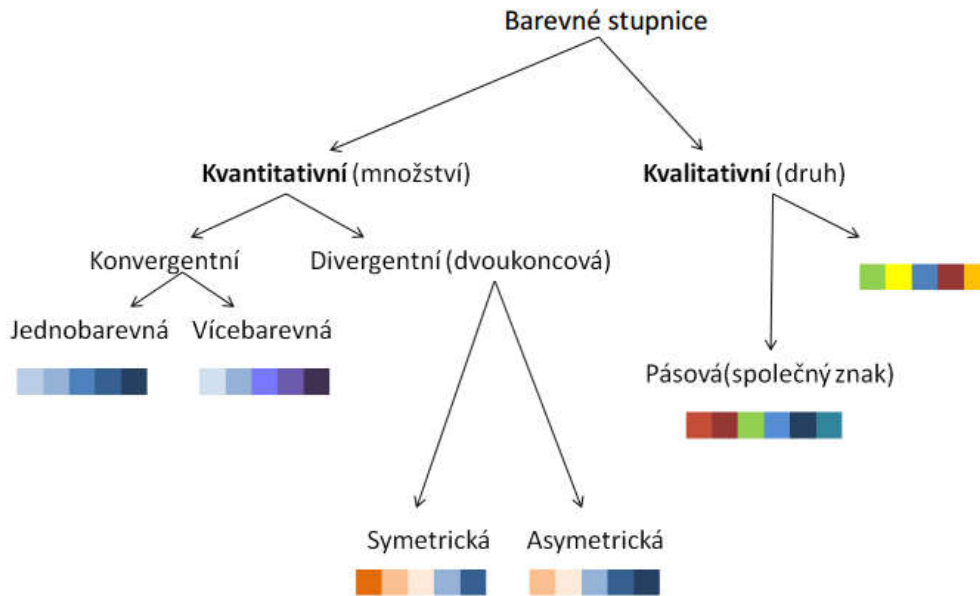 Barevné stupnice
Kvantitativní (množství)
Kvalitativní (druh)
Konvergentní
Divergentní (dvoukoncová)
Jednobarevná
Vícebarevná
Pásová(společný znak)
Symetrická
Asymetrická